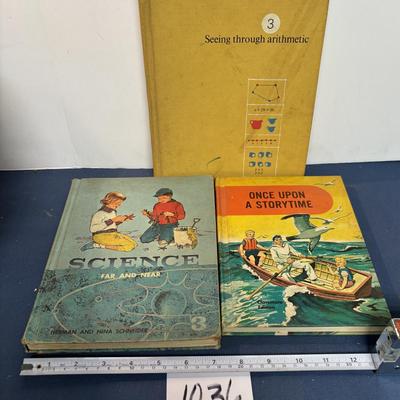 3
Seeing through arithmetic
SCIENCE
FAR AND NEAR
HERMAN AND NINA SCHNEIDER
3
ONCE UPON
A STORYTIME
1 2 3 4 5 6 7 8 9 10 11 12
1036